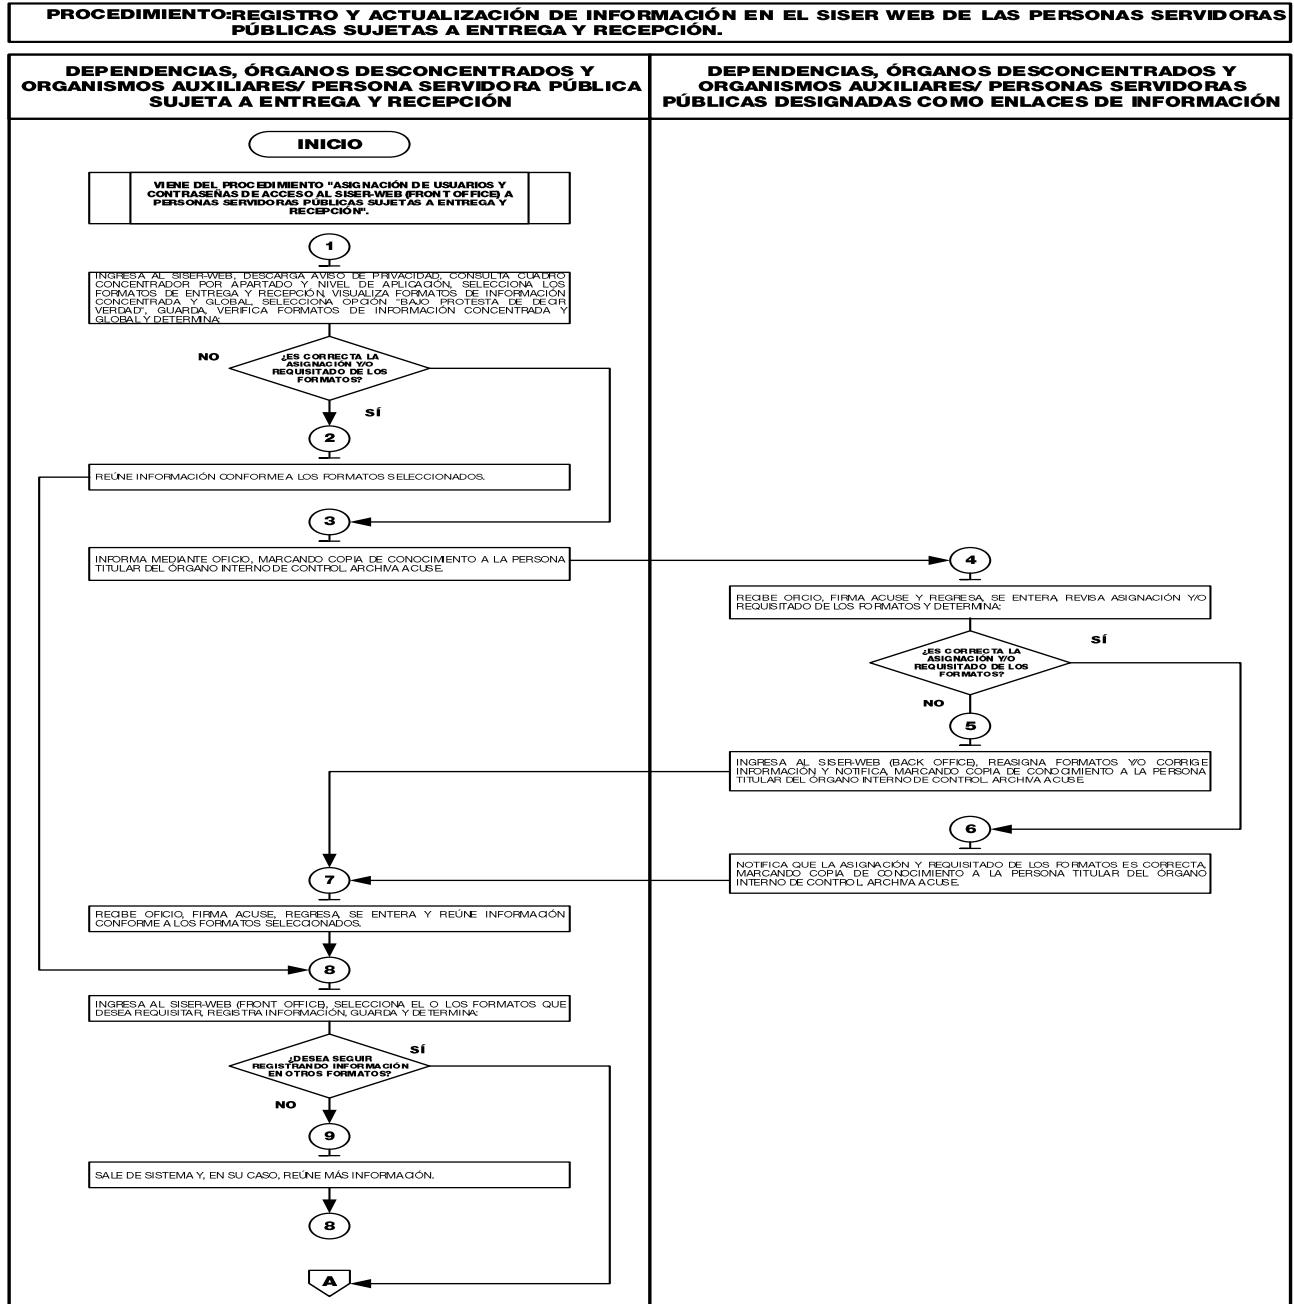 PROCEDIMIENTO: REGISTRO Y ACTUALIZACIÓN DE INFORMACIÓN EN EL SISER WEB DE LAS PERSONAS SERVIDORAS
PÚBLICAS SUJETAS A ENTREGA Y RECEPCIÓN.
DEPENDENCIAS, ÓRGANOS DESCONCENTRADOS Y
ORGANISMOS AUXILIARES/ PERSONA SERVIDORA PÚBLICA
SUJETA A ENTREGA Y RECEPCIÓN
DEPENDENCIAS, ÓRGANOS DESCONCENTRADOS Y
ORGANISMOS AUXILIARES/ PERSONAS SERVIDORAS
PÚBLICAS DESIGNADAS COMO ENLACES DE INFORMACIÓN
INICIO
VIENE DEL PROCEDIMIENTO "ASIGNACIÓN DE USUARIOS Y
CONTRASEÑAS DE ACCESO AL SISER-WEB (FRONT OFFICE) A
PERSONAS SERVIDORAS PÚBLICAS SUJETAS A ENTREGA Y
RECEPCIÓN".
1
INGRESA AL SISER-WEB, DESCARGA AVISO DE PRIVACIDAD, CONSULTA CUADRO
CONCENTRADOR POR APARTADO Y NIVEL DE APLICACIÓN, SELECCIONA LOS
FORMATOS DE ENTREGA Y RECEPCIÓN, VISUALIZA FORMATOS DE INFORMACIÓN
CONCENTRADA Y GLOBAL, SELECCIONA OPCIÓN "BAJO PROTESTA DE DECIR
VERDAD", GUARDA, VERIFICA FORMATOS DE INFORMACIÓN CONCENTRADA Y
GLOBAL Y DETERMINA:
NO
¿ES CORRECTA LA
ASIGNACIÓN Y/O
REQUISITADO DE LOS
FORMATOS?
SÍ
2
REÚNE INFORMACIÓN CONFORME A LOS FORMATOS SELECCIONADOS.
3
INFORMA MEDIANTE OFICIO, MARCANDO COPIA DE CONOCIMIENTO A LA PERSONA
TITULAR DEL ÓRGANO INTERNO DE CONTROL. ARCHIVA ACUSE.
4
RECIBE OFICIO, FIRMA ACUSE Y REGRESA, SE ENTERA, REVISA ASIGNACIÓN Y/O
REQUISITADO DE LOS FORMATOS Y DETERMINA:
SÍ
¿ES CORRECTA LA
ASIGNACIÓN Y/O
REQUISITADO DE LOS
FORMATOS?
NO
5
INGRESA AL SISER-WEB (BACK OFFICE), REASIGNA FORMATOS Y/O CORRIGE
INFORMACIÓN Y NOTIFICA, MARCANDO COPIA DE CONOCIMIENTO A LA PERSONA
TITULAR DEL ÓRGANO INTERNO DE CONTROL. ARCHIVA ACUSE.
6
NOTIFICA QUE LA ASIGNACIÓN Y REQUISITADO DE LOS FORMATOS ES CORRECTA,
MARCANDO COPIA DE CONOCIMIENTO A LA PERSONA TITULAR DEL ÓRGANO
INTERNO DE CONTROL, ARCHIVA ACUSE.
7
RECIBE OFICIO, FIRMA ACUSE, REGRESA, SE ENTERA Y REÚNE INFORMACIÓN
CONFORME A LOS FORMATOS SELECCIONADOS.
8
INGRESA AL SISER-WEB (FRONT OFFICE), SELECCIONA EL O LOS FORMATOS QUE
DESEA REQUISITAR, REGISTRA INFORMACIÓN, GUARDA Y DETERMINA:
SÍ
¿DESEA SEGUIR
REGISTRANDO INFORMACIÓN
EN OTROS FORMATOS?
NO
9
SALE DE SISTEMA Y, EN SU CASO, REÚNE MÁS INFORMACIÓN.
8
A